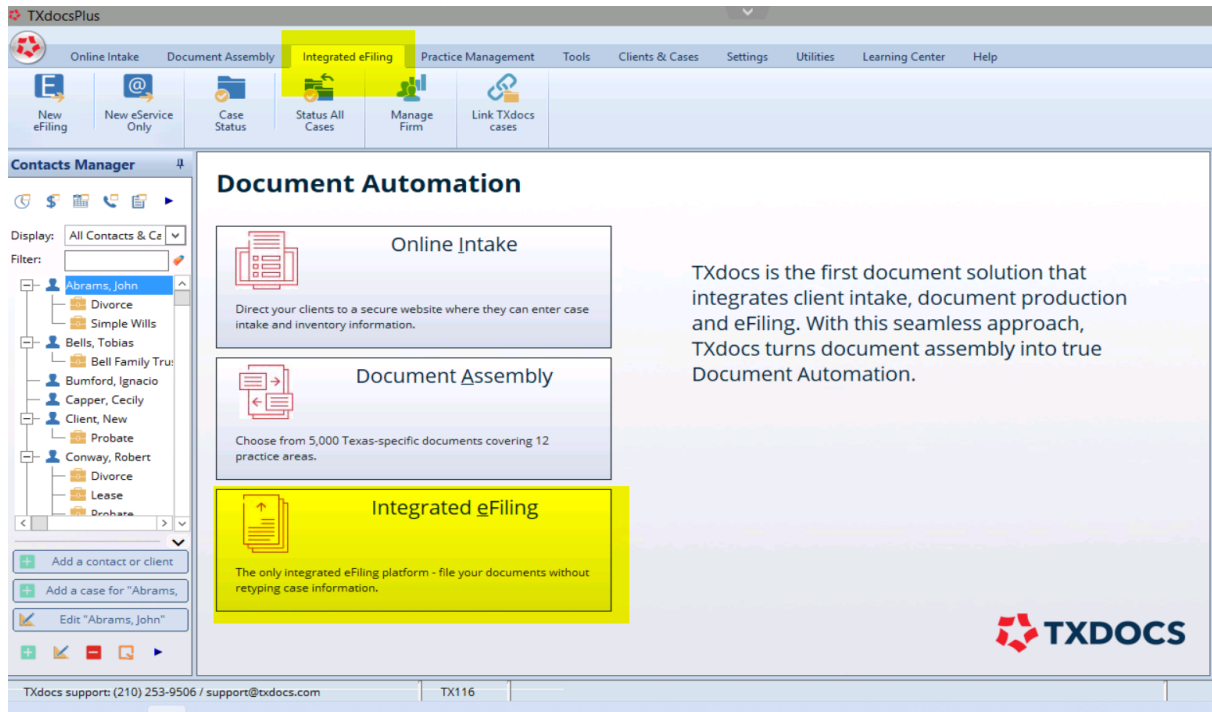 TXdocsPlus
Online Intake Document Assembly Integrated eFiling Practice Management Tools Clients & Cases Settings Utilities Learning Center Help
New eFiling
New eService Only
Case Status
Status All Cases
Manage Firm
Link TXdocs cases
Contacts Manager
Display: All Contacts & Ca
Filter:
Abrams, John
Divorce
Simple Wills
Bells, Tobias
Bell Family Tru
Bumford, Ignacio
Capper, Cecily
Client, New
Probate
Conway, Robert
Divorce
Lease
Probate
Add a contact or client
Add a case for "Abrams,
Edit "Abrams, John"
Document Automation
Online Intake
Direct your clients to a secure website where they can enter case
intake and inventory information.
Document Assembly
Choose from 5,000 Texas-specific documents covering 12
practice areas.
Integrated eFiling
The only integrated eFiling platform - file your documents without
retyping case information.
TXdocs is the first document solution that
integrates client intake, document production
and eFiling. With this seamless approach,
TXdocs turns document assembly into true
Document Automation.
TXDOCS
TXdocs support: (210) 253-9506 / support@txdocs.com TX116